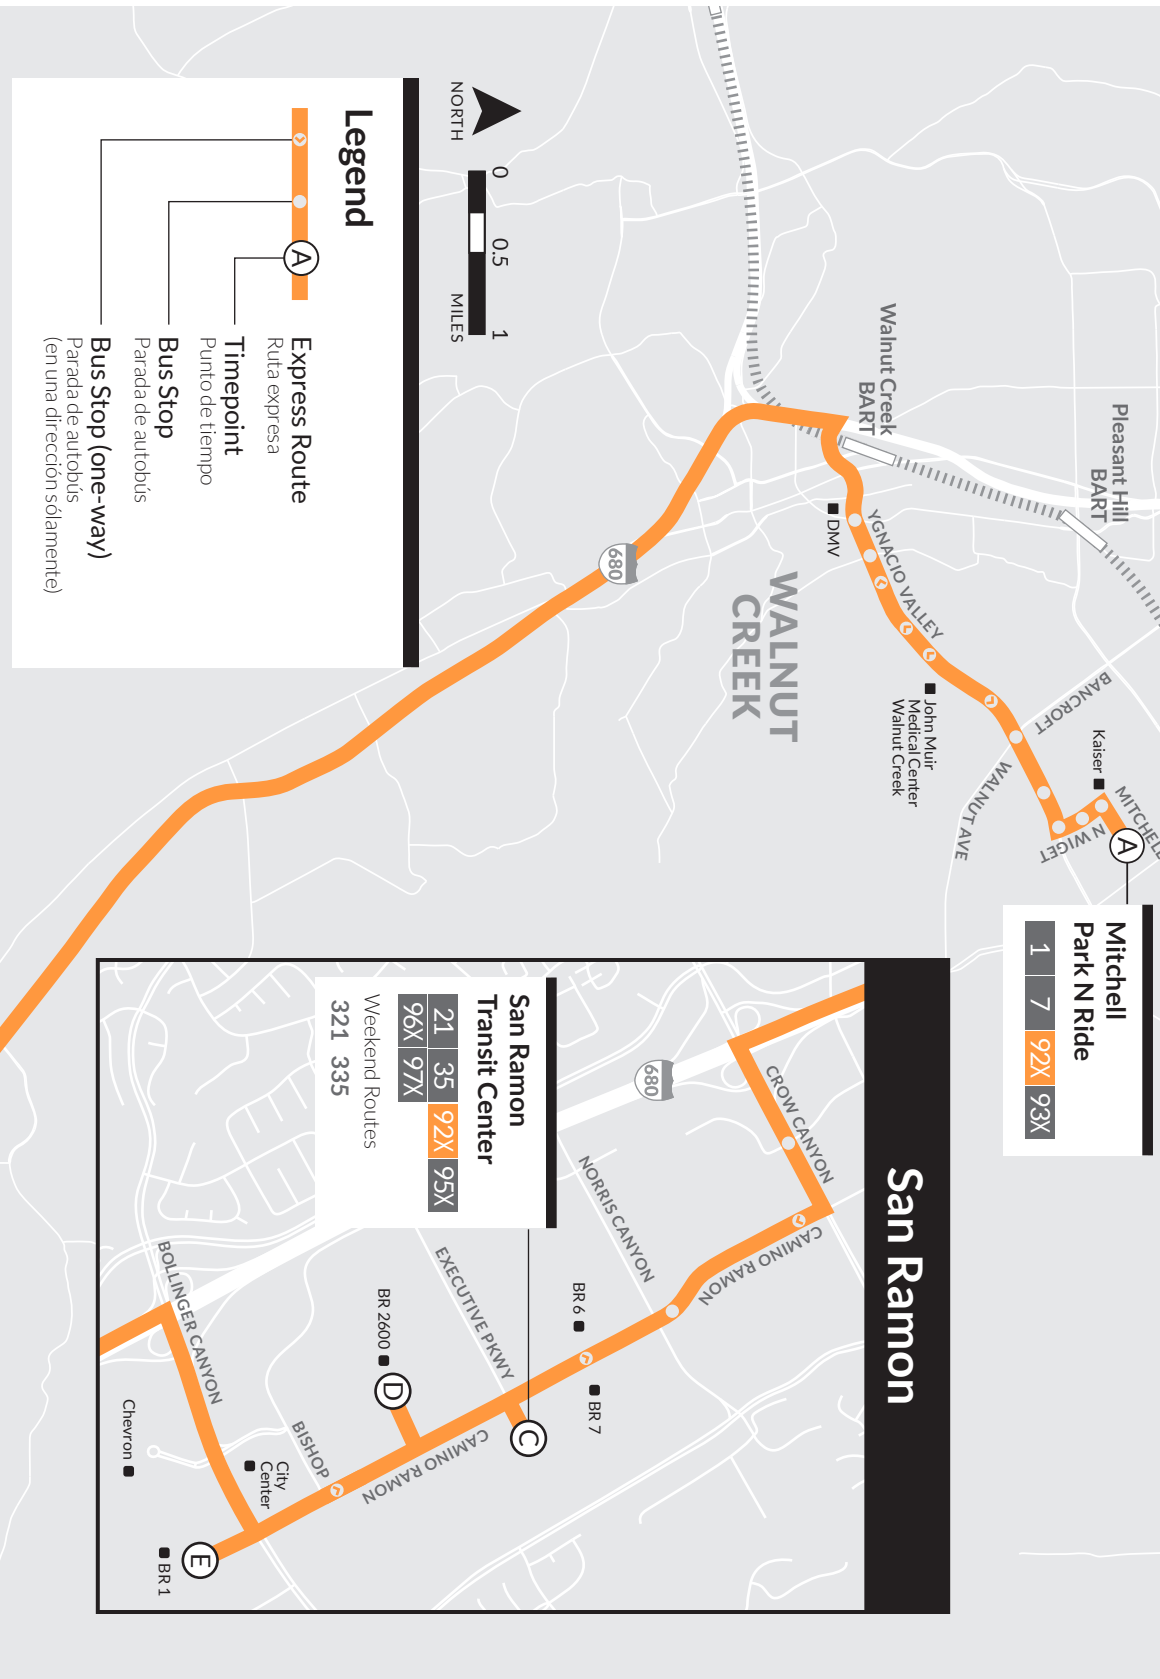 Pleasant Hill
BART
Walnut Creek
BART
YGNACIO VALLEY
DMV
WALNUT
CREEK
John Muir
Medical Center
Walnut Creek
BANCROFT
WALNUT AVE
Kaiser
MITCHELL
N WIGET
A
Mitchell
Park N Ride
1 7 92X 93X
680
NORTH
0 0.5 1
MILES
Legend
A
Express Route
Ruta expresa
Timepoint
Punto de tiempo
Bus Stop
Parada de autobús
Bus Stop (one-way)
Parada de autobús
(en una dirección sólamente)
San Ramon
CROW CANYON
CAMINO RAMON
680
NORRIS CANYON
San Ramon
Transit Center
21 35 92X 95X
96X 97X
Weekend Routes
321 335
BR 6
BR 7
EXECUTIVE PKWY
C
BR 2600
D
CAMINO RAMON
BISHOP
BOLLINGER CANYON
City
Center
Chevron
E
BR 1